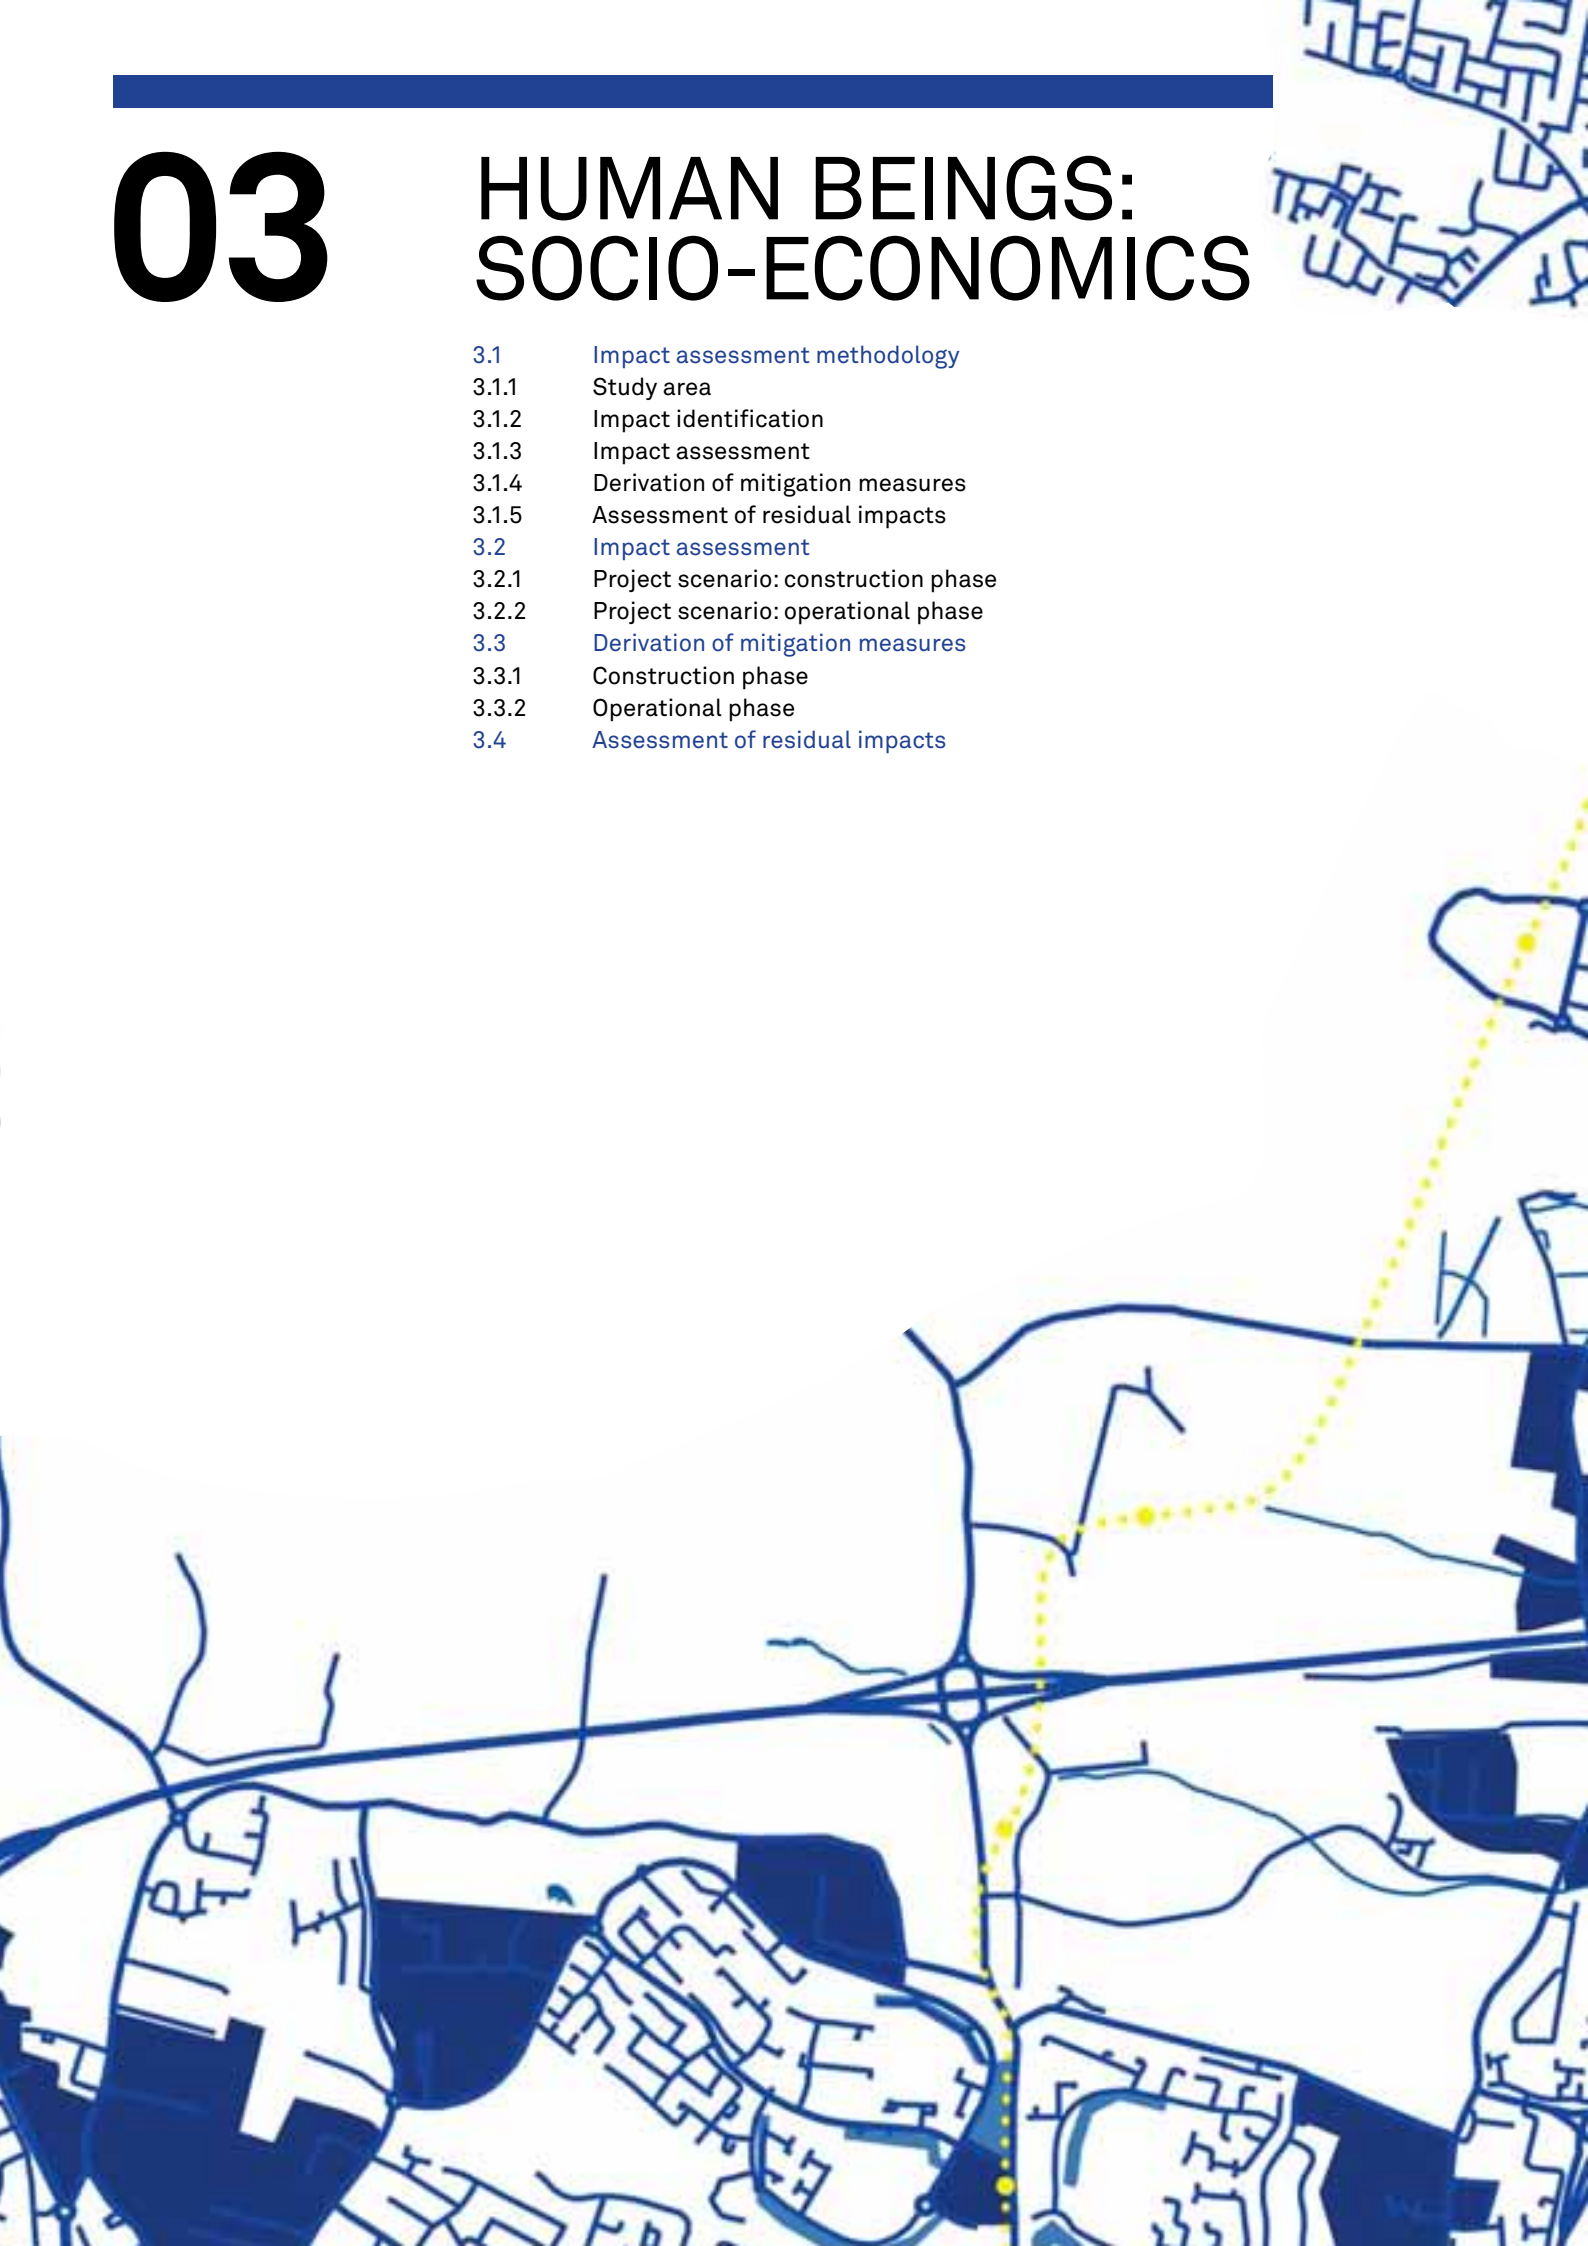 03
HUMAN BEINGS:
SOCIO-ECONOMICS
3.1 Impact assessment methodology
3.1.1 Study area
3.1.2 Impact identification
3.1.3 Impact assessment
3.1.4 Derivation of mitigation measures
3.1.5 Assessment of residual impacts
3.2 Impact assessment
3.2.1 Project scenario: construction phase
3.2.2 Project scenario: operational phase
3.3 Derivation of mitigation measures
3.3.1 Construction phase
3.3.2 Operational phase
3.4 Assessment of residual impacts